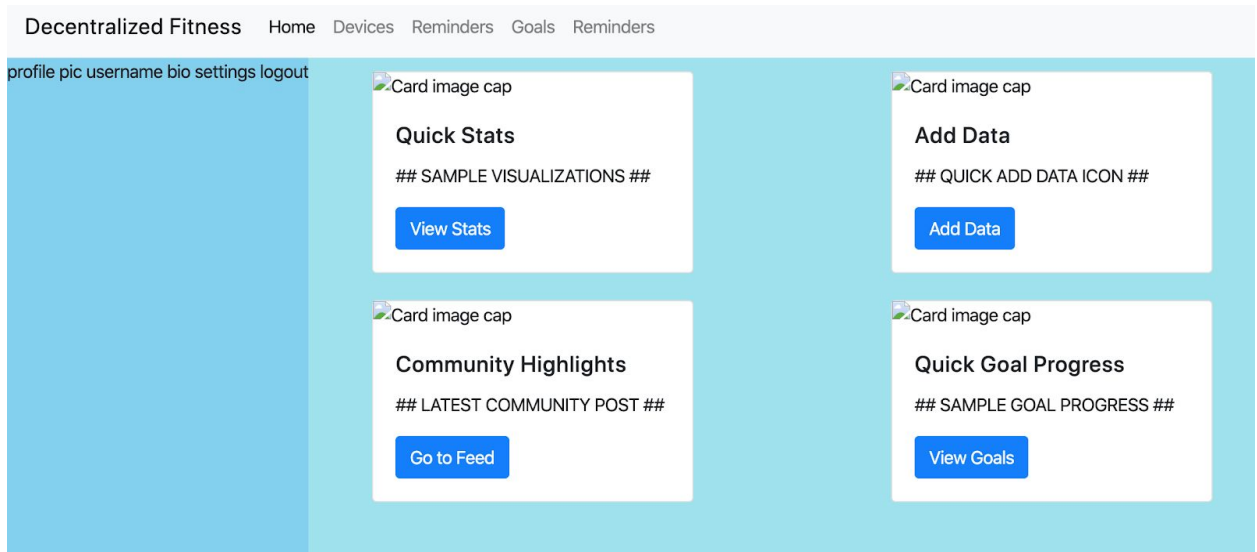 Decentralized Fitness Home Devices Reminders Goals Reminders
profile pic username bio settings logout
Card image cap
Quick Stats
## SAMPLE VISUALIZATIONS ##
View Stats
Card image cap
Add Data
## QUICK ADD DATA ICON ##
Add Data
Card image cap
Community Highlights
## LATEST COMMUNITY POST ##
Go to Feed
Card image cap
Quick Goal Progress
## SAMPLE GOAL PROGRESS ##
View Goals